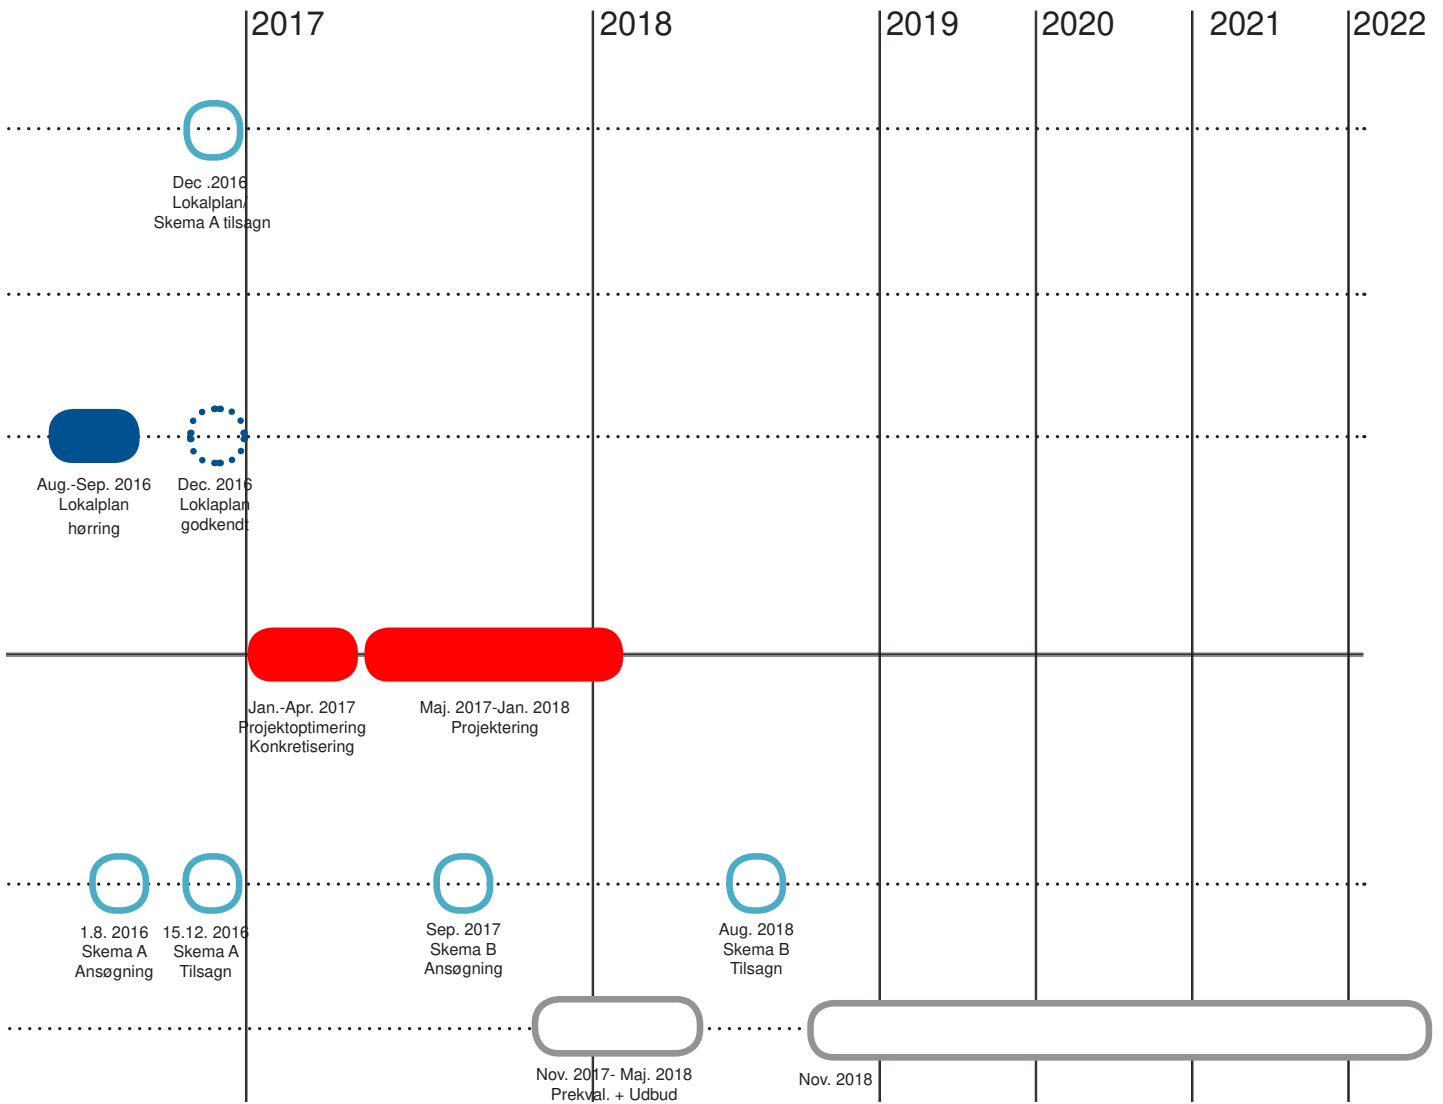 2017
2018
2019
2020
2021
2022
Dec .2016
Lokalplan/
Skema A tilsagn
Aug.-Sep. 2016
Lokalplan
hørring
Dec. 2016
Loklaplan
godkendt
Jan.-Apr. 2017
Projektoptimering
Konkretisering
Maj. 2017-Jan. 2018
Projektering
1.8. 2016
Skema A
Ansøgning
15.12. 2016
Skema A
Tilsagn
Sep. 2017
Skema B
Ansøgning
Aug. 2018
Skema B
Tilsagn
Nov. 2017- Maj. 2018
Prekval. + Udbud
Nov. 2018